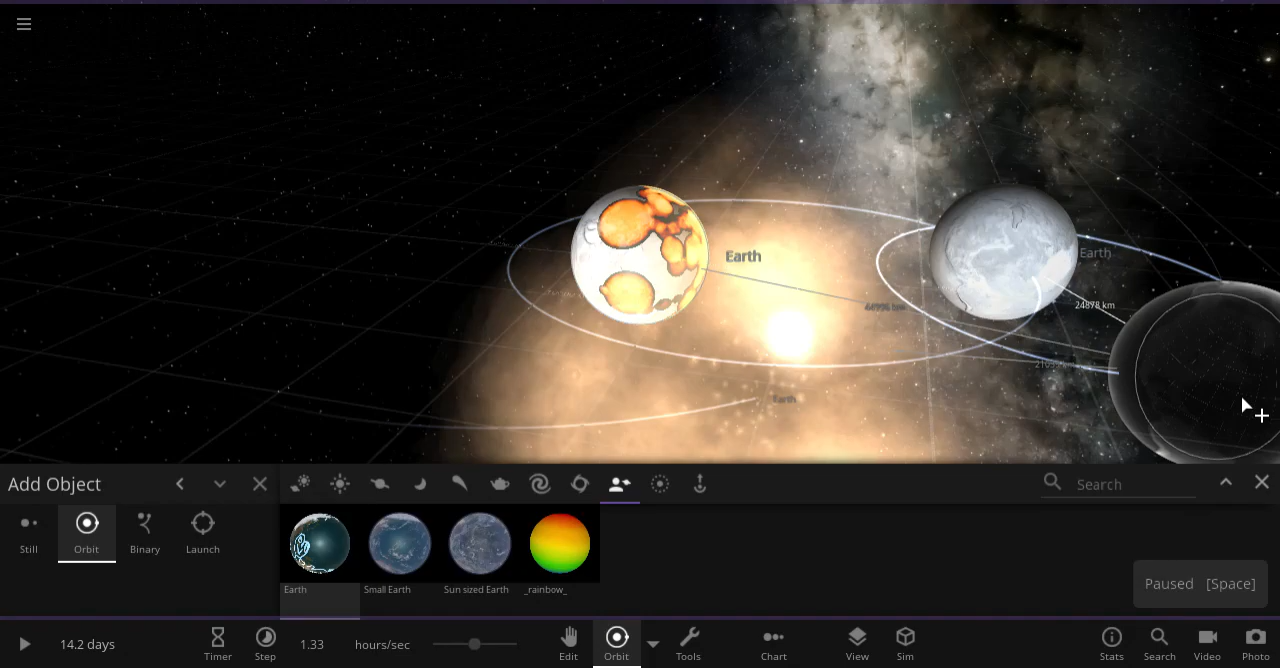 Earth
Earth
24878 km
Earth
Add Object
Search
Still
Orbit
Binary
Launch
Earth
Small Earth
Sun sized Earth
_rainbow_
Paused [Space]
14.2 days
Timer
Step
1.33 hours/sec
Edit
Orbit
Tools
Chart
View
Sim
Stats
Search
Video
Photo